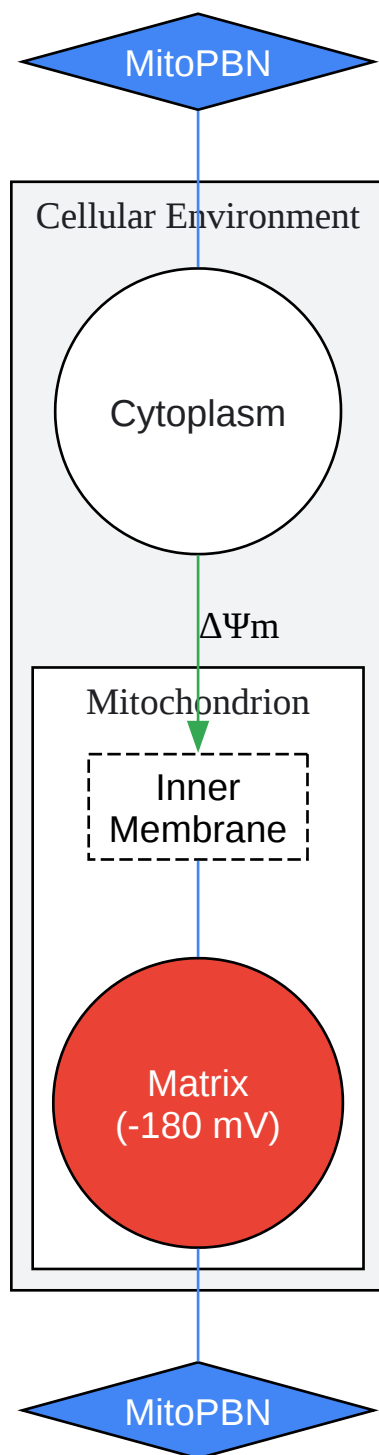 MitoPBN
Cellular Environment
Cytoplasm
ΔΨm
Mitochondrion
Inner
Membrane
Matrix
(-180 mV)
MitoPBN